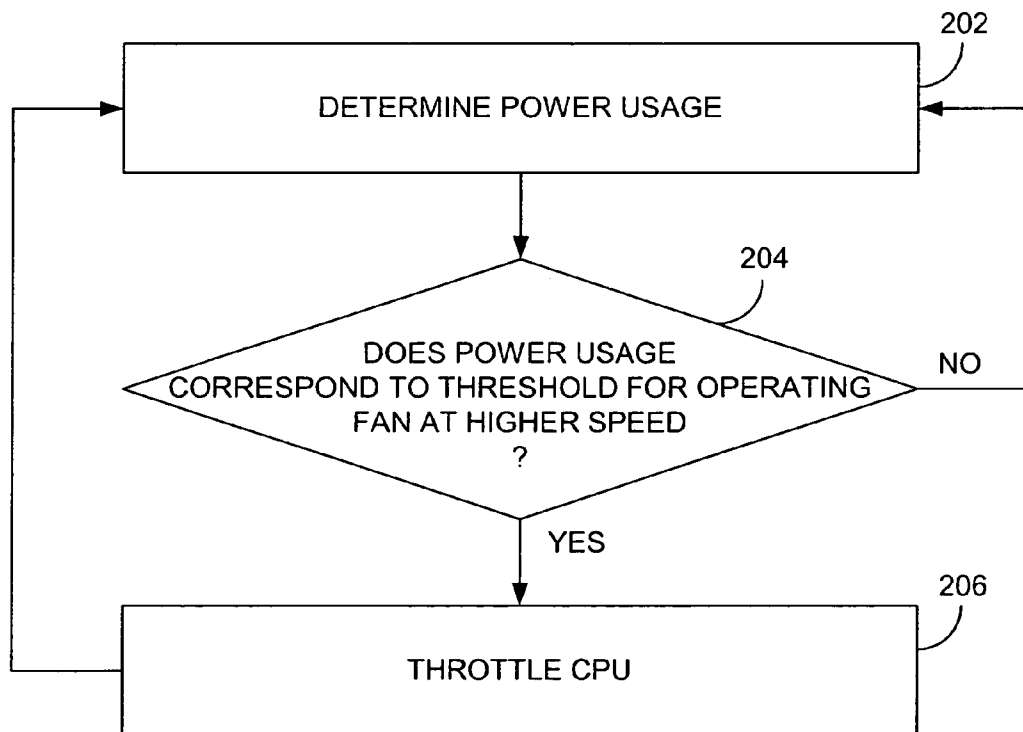 202
DETERMINE POWER USAGE
204
DOES POWER USAGE
CORRESPOND TO THRESHOLD FOR OPERATING
FAN AT HIGHER SPEED
?
NO
YES
206
THROTTLE CPU